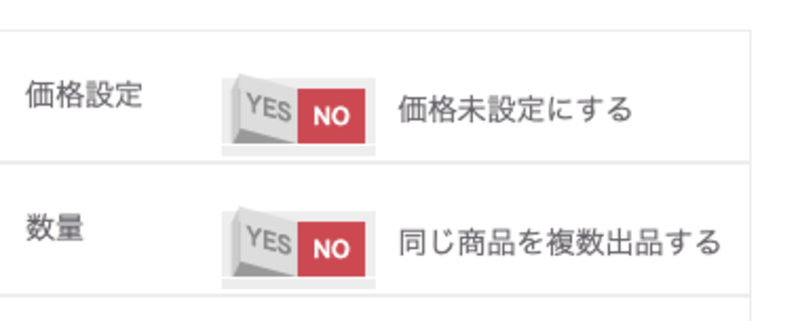 価格設定 YES NO 価格未設定にする
数量 YES NO 同じ商品を複数出品する